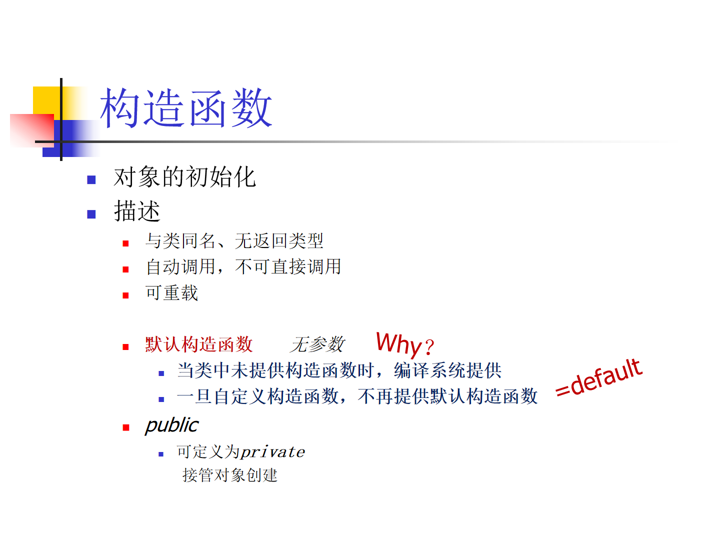 构造函数
对象的初始化
描述
与类同名、无返回类型
自动调用，不可直接调用
可重载
默认构造函数 无参数 Why？
当类中未提供构造函数时，编译系统提供
一旦自定义构造函数，不再提供默认构造函数 =default
public
可定义为private
接管对象创建